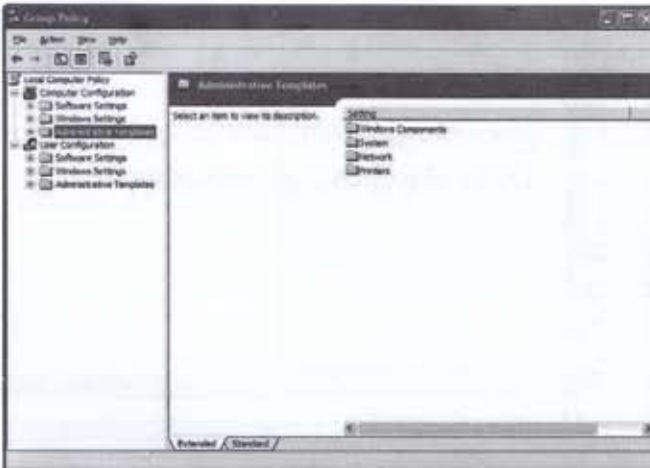 Group Policy
File Action View Help
Local Computer Policy
Computer Configuration
Software Settings
Windows Settings
Administrative Templates
User Configuration
Software Settings
Windows Settings
Administrative Templates
Administrative Templates
Select an item to view its description.
Setting
Windows Components
System
Network
Printers
Extended
Standard